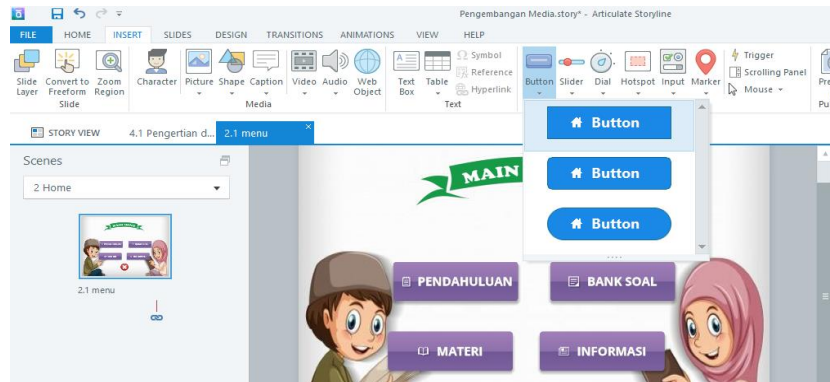 Pengembangan Media.story* - Articulate Storyline
FILE HOME INSERT SLIDES DESIGN TRANSITIONS ANIMATIONS VIEW HELP
Slide Layer Convert to Freeform Zoom Region Character Picture Shape Caption Video Audio Web Object Text Box Table Symbol Reference Hyperlink Button Slider Dial Hotspot Input Marker Trigger Scrolling Panel Mouse
Slide Media Text
STORY VIEW 4.1 Pengertian d... 2.1 menu
Scenes
2 Home
2.1 menu
Button
Button
Button
MAIN
PENDAHULUAN BANK SOAL
MATERI INFORMASI